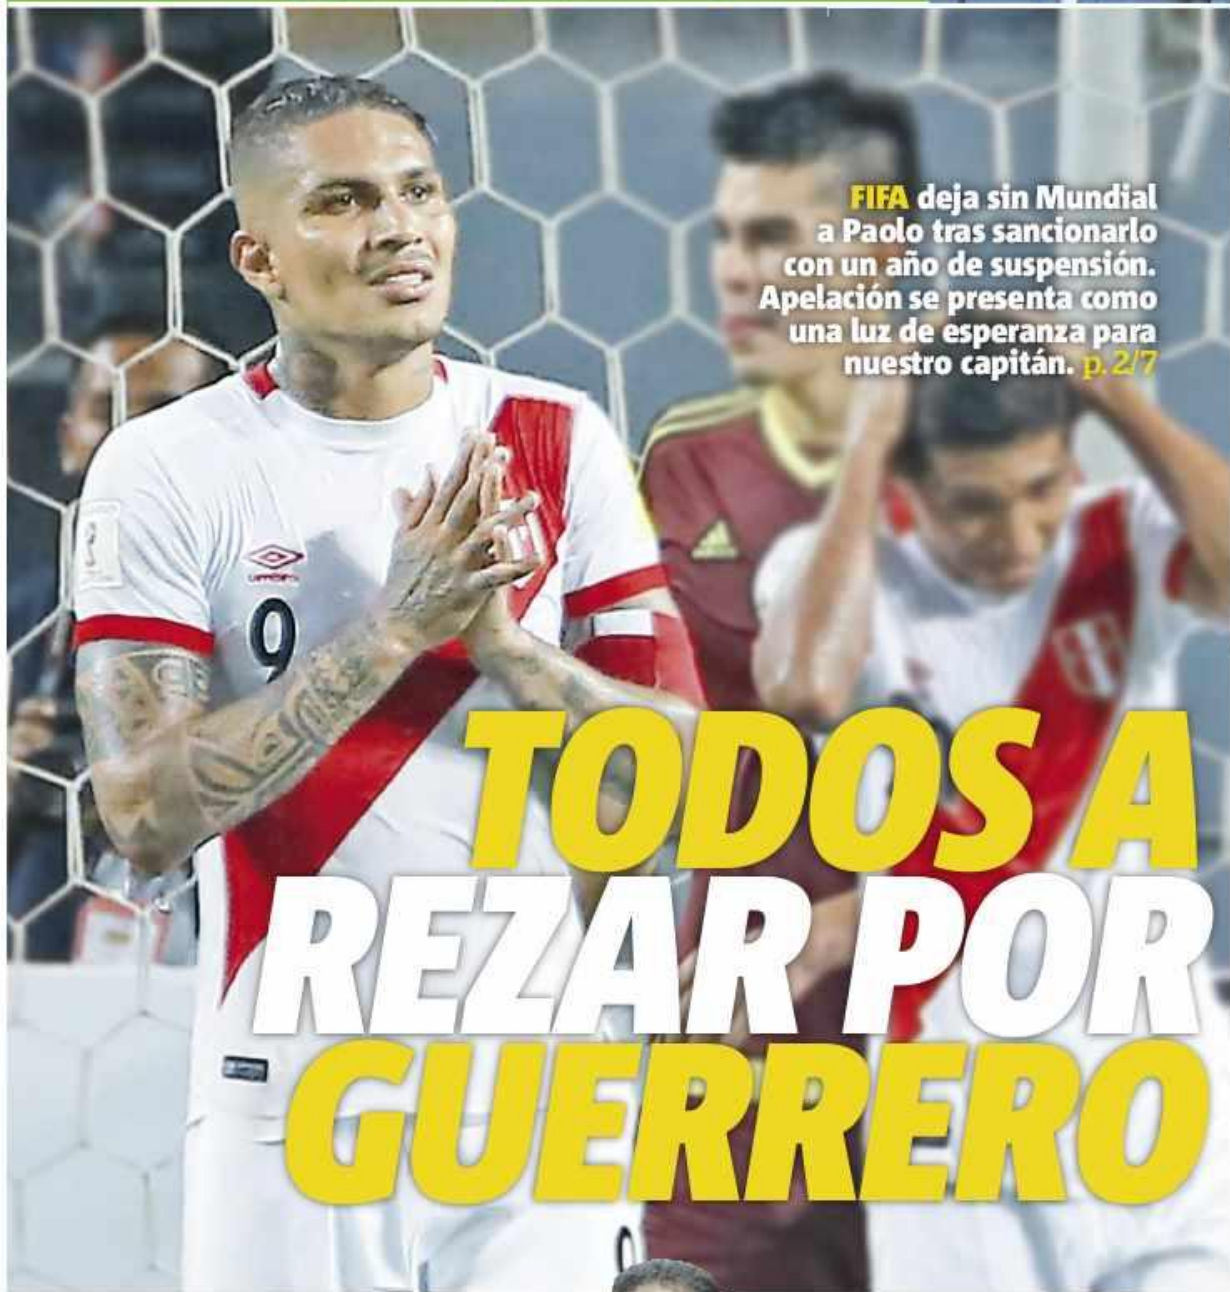 FIFA deja sin Mundial
a Paolo tras sancionarlo
con un año de suspensión.
Apelación se presenta como
una luz de esperanza para
nuestro capitán. p.2/7
9
TODOS A
REZAR POR
GUERRERO